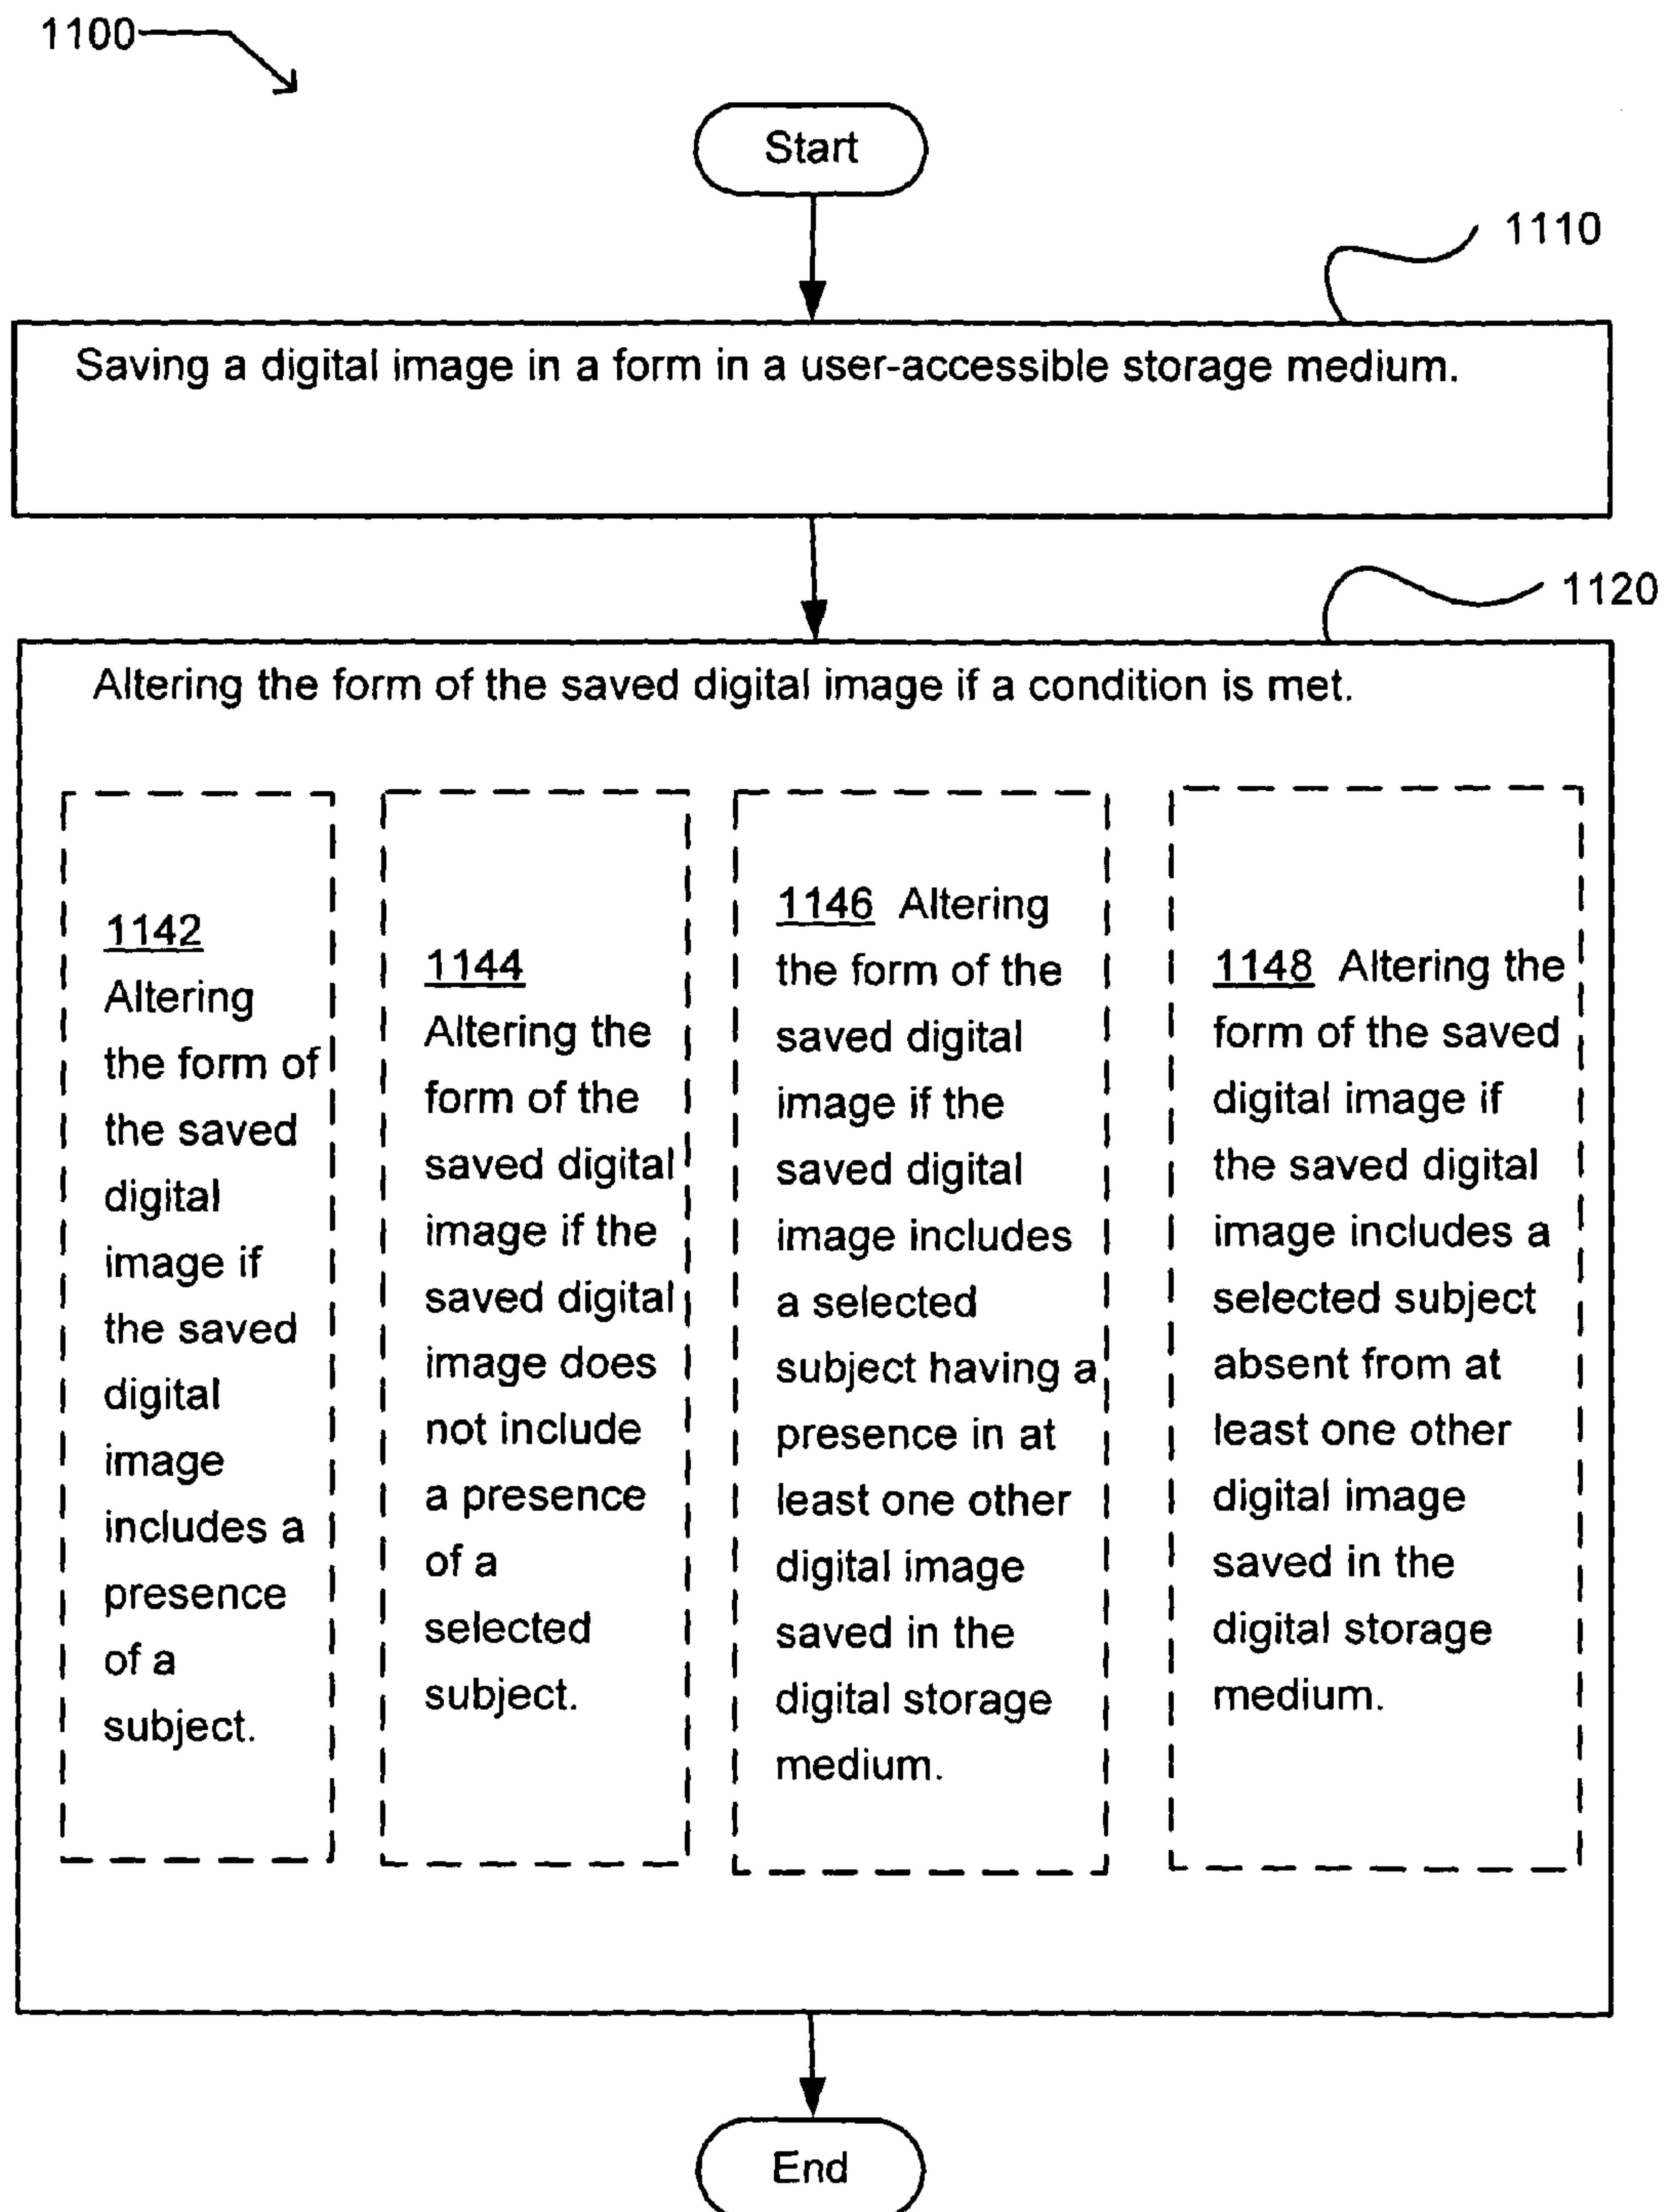 1100
Start
1110
Saving a digital image in a form in a user-accessible storage medium.
1120
Altering the form of the saved digital image if a condition is met.
1142
Altering
the form of
the saved
digital
image if
the saved
digital
image
includes a
presence
of a
subject.
1144
Altering the
form of the
saved digital
image if the
saved digital
image does
not include
a presence
of a
selected
subject.
1146 Altering
the form of the
saved digital
image if the
saved digital
image includes
a selected
subject having a
presence in at
least one other
digital image
saved in the
digital storage
medium.
1148 Altering the
form of the saved
digital image if
the saved digital
image includes a
selected subject
absent from at
least one other
digital image
saved in the
digital storage
medium.
End